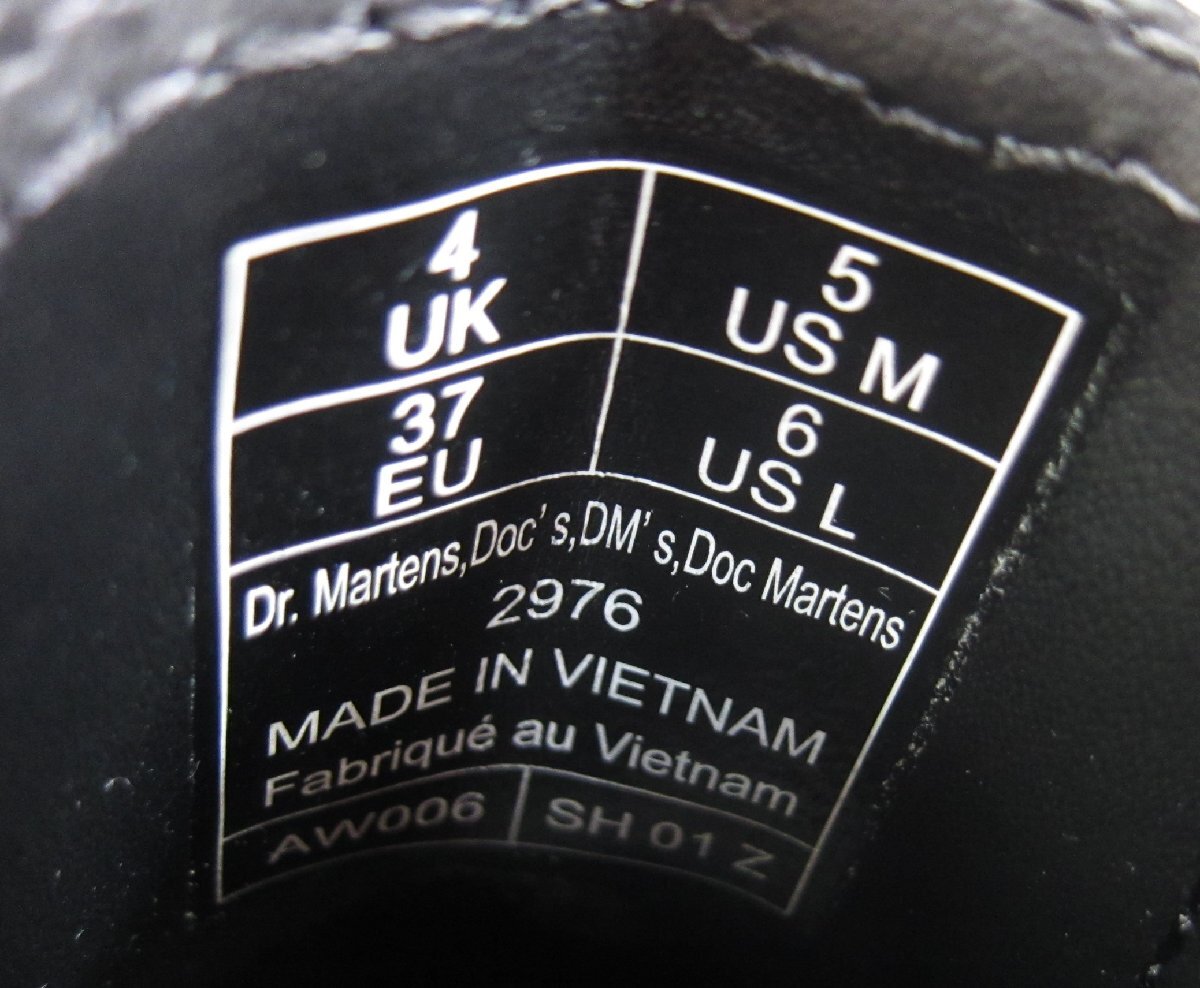 4
UK
5
US M
37
EU
6
US L
Dr. Martens,Doc's,DM's,Doc Martens
2976
MADE IN VIETNAM
Fabriqué au Vietnam
AW006
SH 01 Z